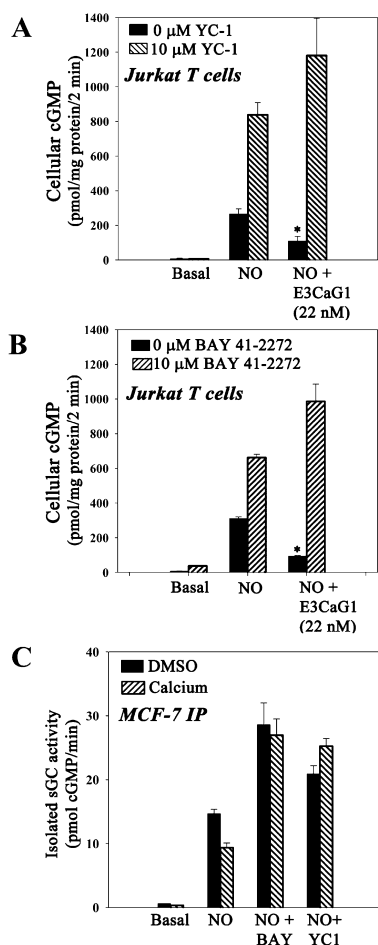 A
1400
1200
1000
800
600
400
200
0
Cellular cGMP
(pmol/mg protein/2 min)
0 μM YC-1
10 μM YC-1
Jurkat T cells
*
Basal
NO
NO +
E3CaG1
(22 nM)
B
1400
1200
1000
800
600
400
200
0
Cellular cGMP
(pmol/mg protein/2 min)
0 μM BAY 41-2272
10 μM BAY 41-2272
Jurkat T cells
*
Basal
NO
NO +
E3CaG1
(22 nM)
C
40
30
20
10
0
Isolated sGC activity
(pmol cGMP/min)
DMSO
Calcium
MCF-7 IP
Basal
NO
NO +
BAY
NO+
YC1